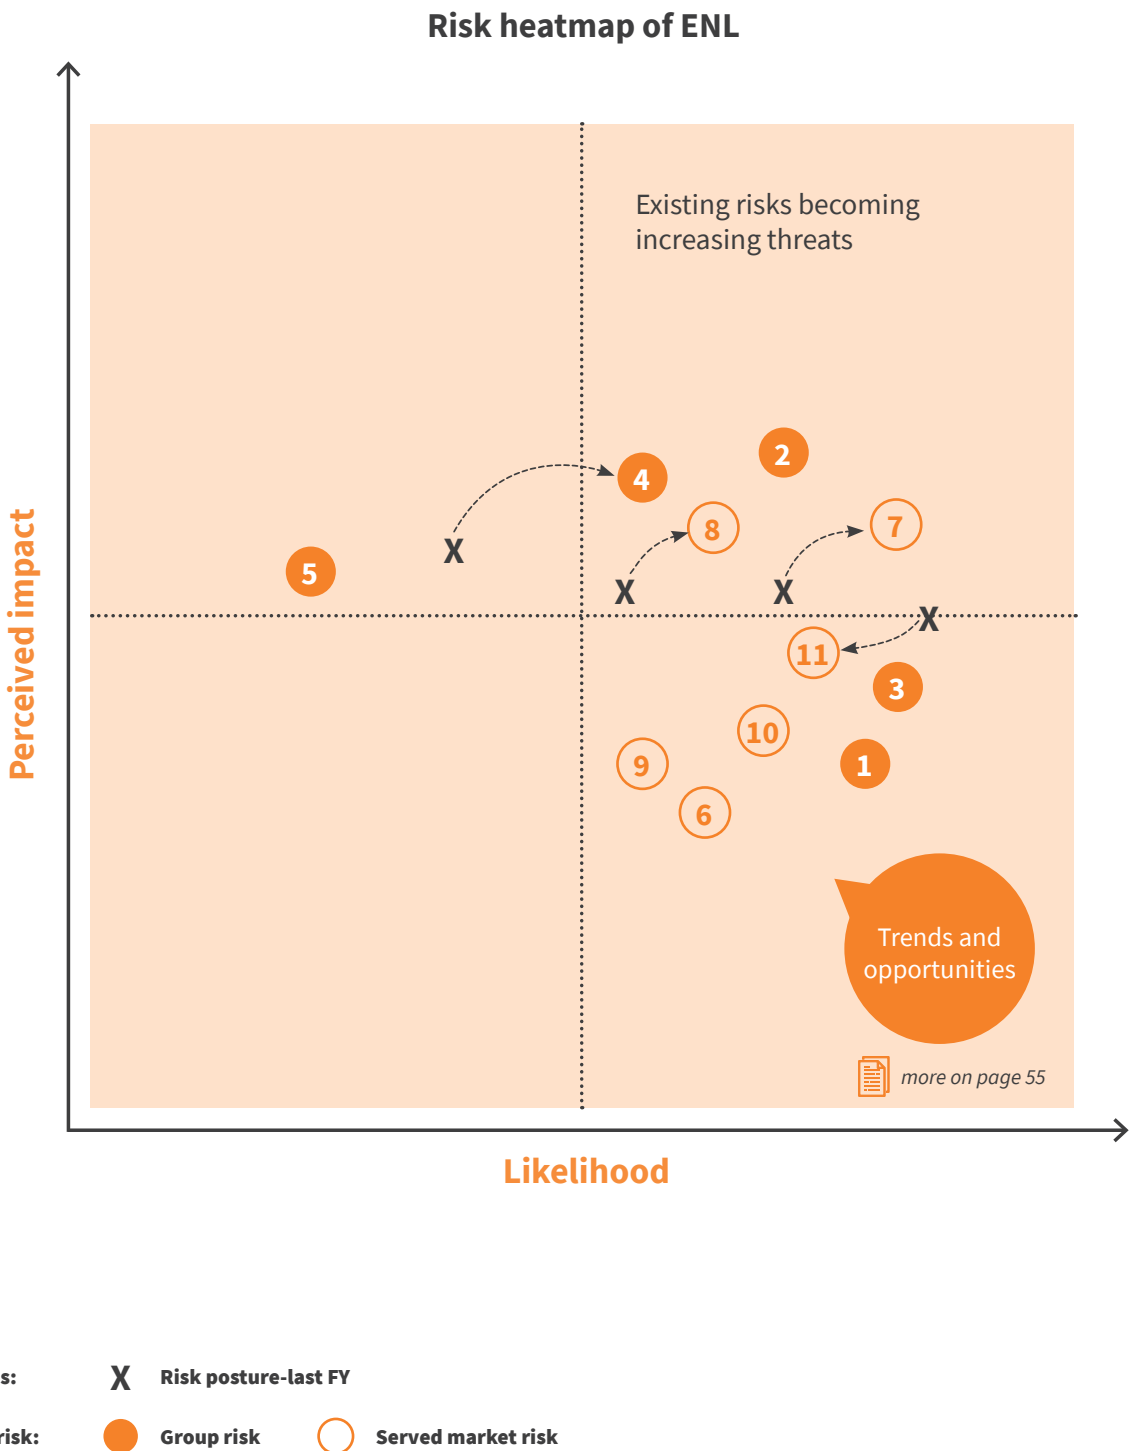 Risk heatmap of ENL
Existing risks becoming
increasing threats
2
4
7
8
X
5
X
X
X
11
3
10
9
1
6
Trends and
opportunities
more on page 55
Perceived impact
Likelihood
s:
X
Risk posture-last FY
risk:
Group risk
Served market risk